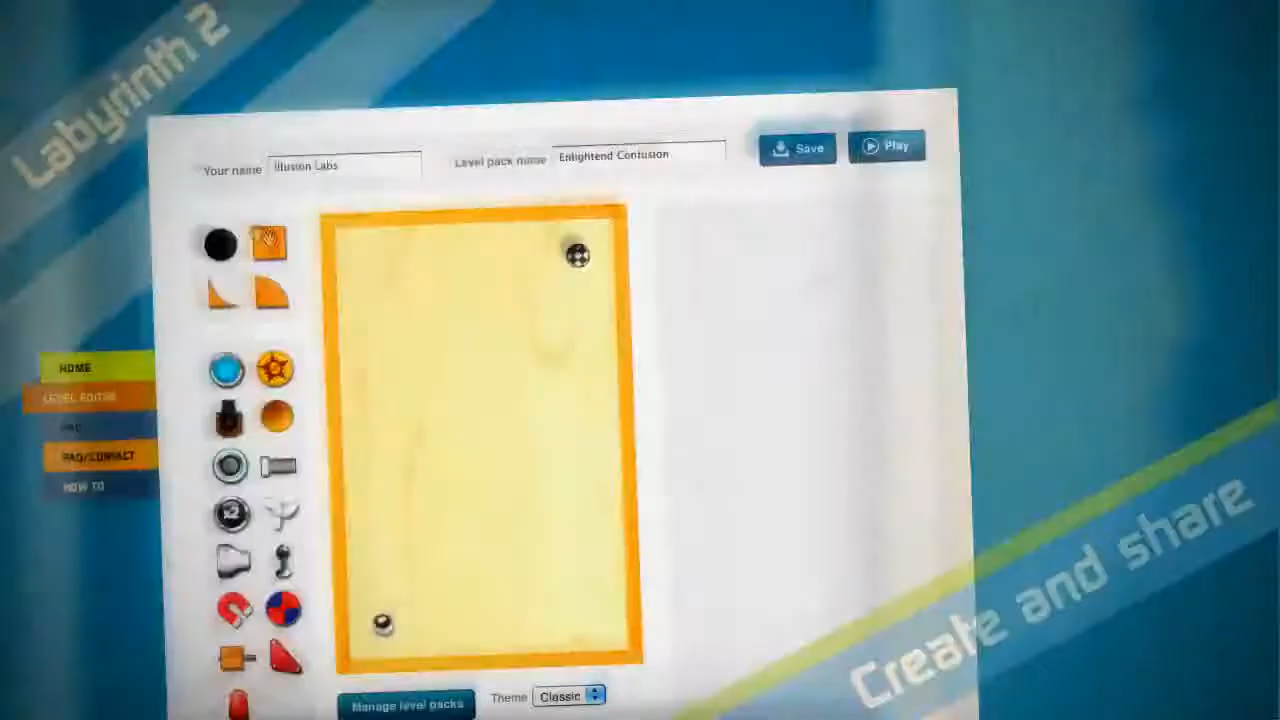 Labyrinth 2
Your name Illusion Labs
Level pack name Enlightend Confusion
Save
Play
HOME
LEVEL EDITOR
FAQ/CONTACT
HOW TO
x2
Manage level packs
Theme Classic
Create and share